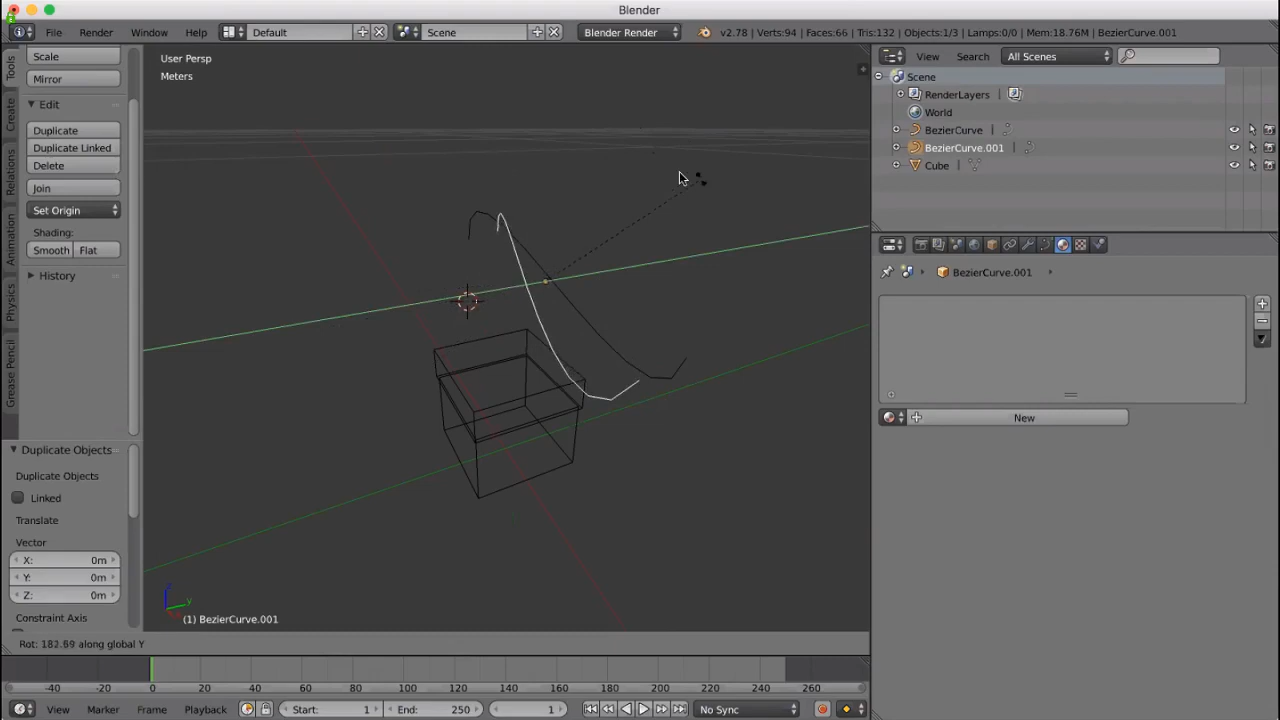 Blender
File Render Window Help Default Scene Blender Render v2.78 | Verts:94 | Faces:66 | Tris:132 | Objects:1/3 | Lamps:0/0 | Mem:18.76M | BezierCurve.001
Tools
Create
Relations
Animation
Physics
Grease Pencil
Scale
Mirror
Edit
Duplicate
Duplicate Linked
Delete
Join
Set Origin
Shading:
Smooth Flat
History
Duplicate Objects
Duplicate Objects
Linked
Translate
Vector
X: 0m
Y: 0m
Z: 0m
Constraint Axis
User Persp
Meters
(1) BezierCurve.001
Rot: 182.69 along global Y
View Search All Scenes
Scene
RenderLayers
World
BezierCurve
BezierCurve.001
Cube
BezierCurve.001
New
-40 -20 0 20 40 60 80 100 120 140 160 180 200 220 240 260
View Marker Frame Playback Start: 1 End: 250 1 No Sync